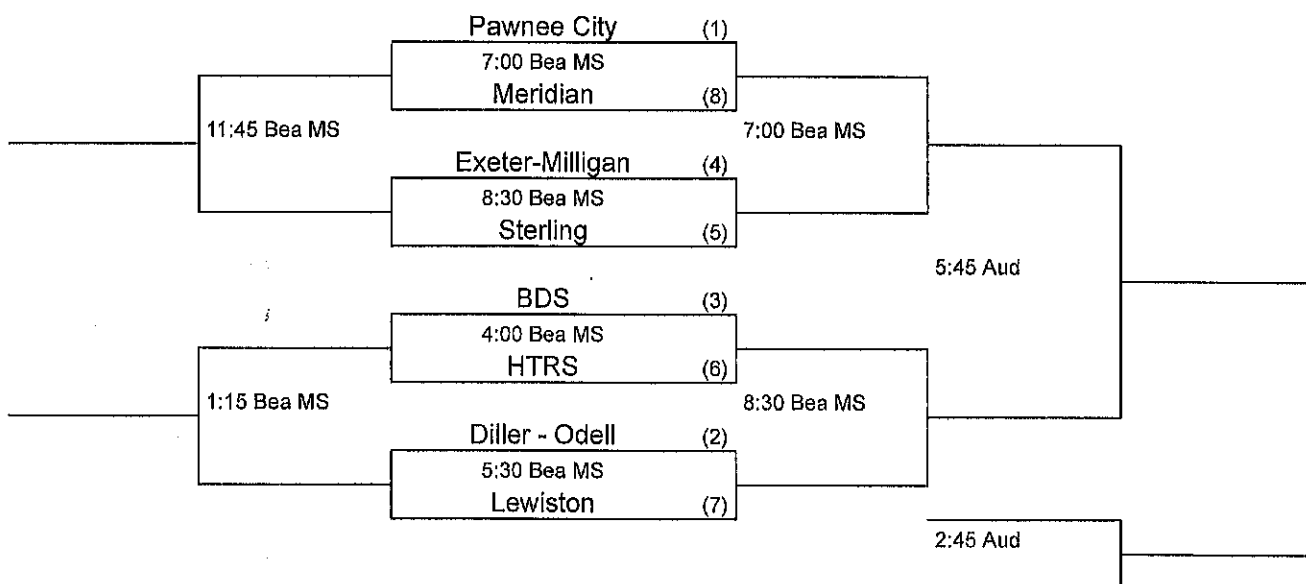 Pawnee City (1)
7:00 Bea MS
Meridian (8)
11:45 Bea MS
7:00 Bea MS
Exeter-Milligan (4)
8:30 Bea MS
Sterling (5)
5:45 Aud
BDS (3)
4:00 Bea MS
HTRS (6)
1:15 Bea MS
8:30 Bea MS
Diller - Odell (2)
5:30 Bea MS
Lewiston (7)
2:45 Aud